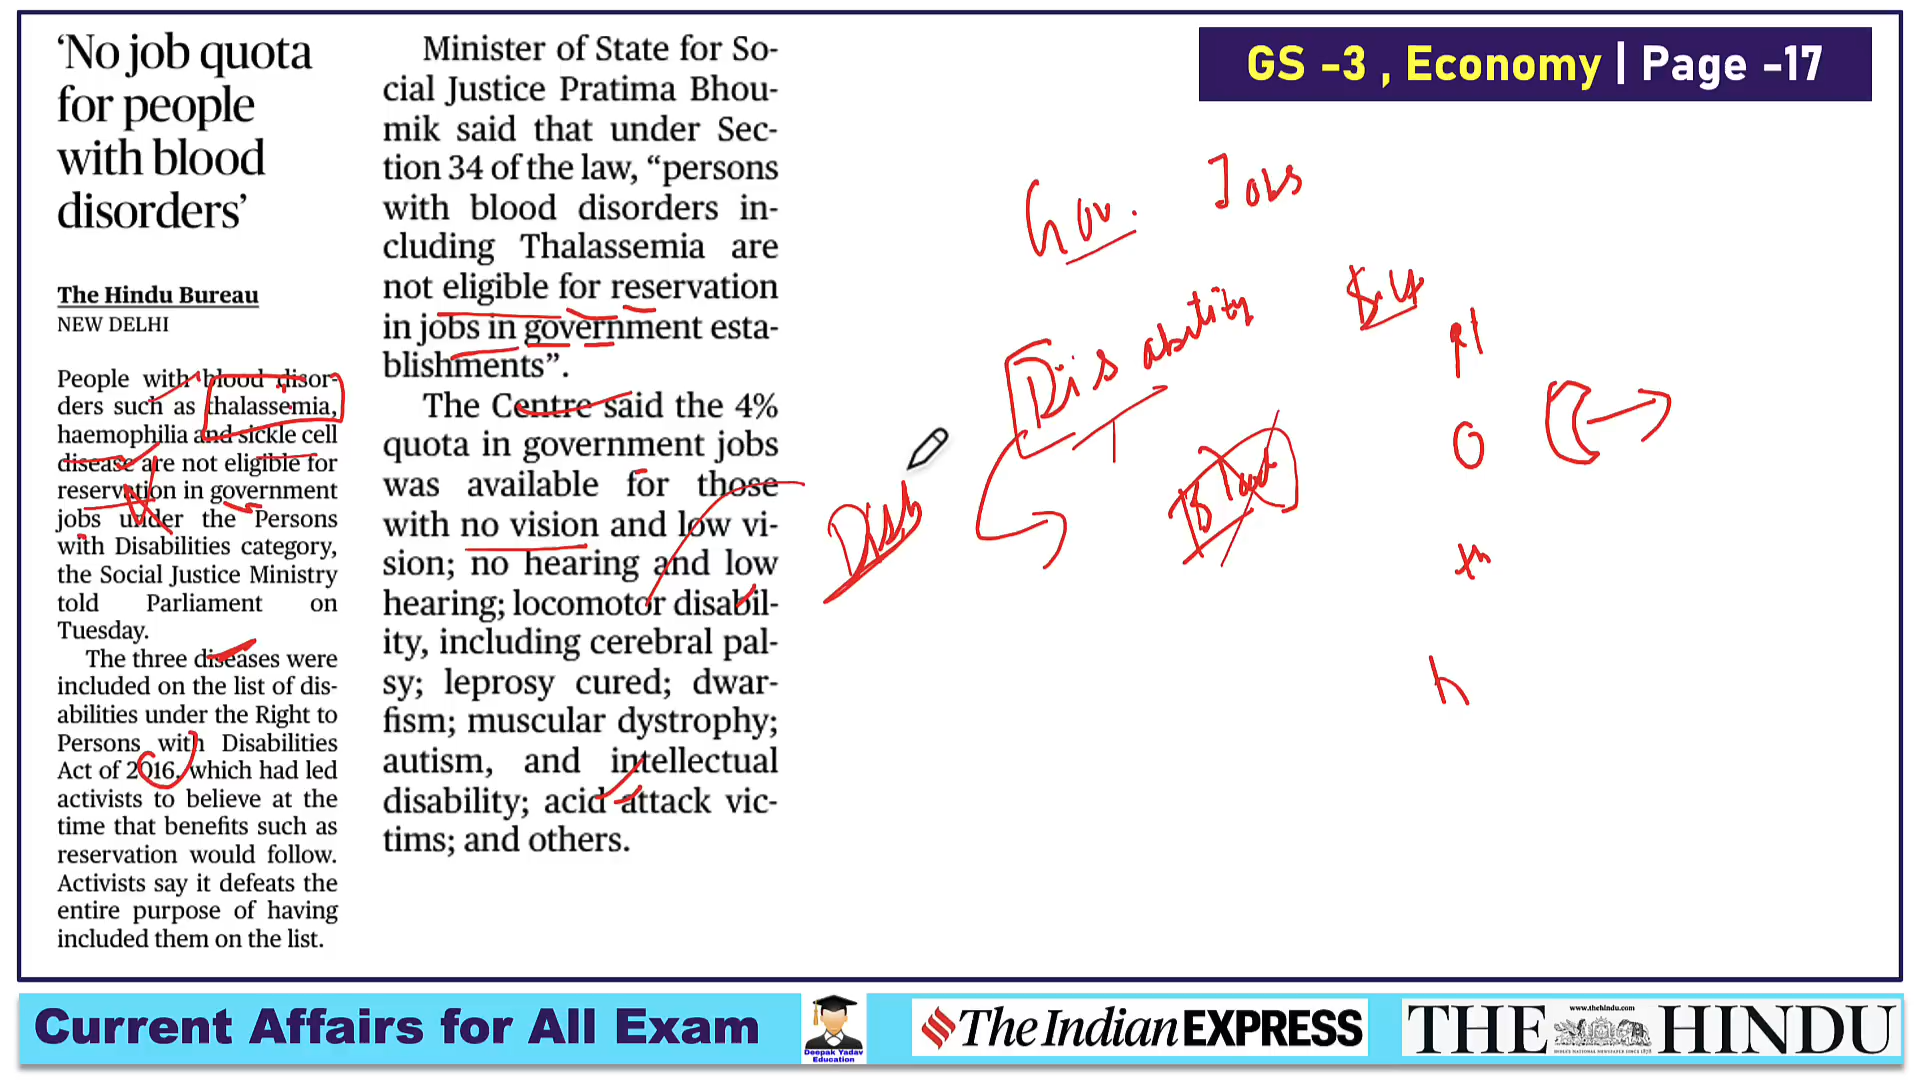 ‘No job quota
for people
with blood
disorders’
The Hindu Bureau
NEW DELHI
People with blood disor-
ders such as thalassemia,
haemophilia and sickle cell
disease are not eligible for
reservation in government
jobs under the Persons
with Disabilities category,
the Social Justice Ministry
told Parliament on
Tuesday.
The three diseases were
included on the list of dis-
abilities under the Right to
Persons with Disabilities
Act of 2016, which had led
activists to believe at the
time that benefits such as
reservation would follow.
Activists say it defeats the
entire purpose of having
included them on the list.
Minister of State for So-
cial Justice Pratima Bhou-
mik said that under Sec-
tion 34 of the law, “persons
with blood disorders in-
cluding Thalassemia are
not eligible for reservation
in jobs in government esta-
blishments”.
The Centre said the 4%
quota in government jobs
was available for those
with no vision and low vi-
sion; no hearing and low
hearing; locomotor disabil-
ity, including cerebral pal-
sy; leprosy cured; dwar-
fism; muscular dystrophy;
autism, and intellectual
disability; acid attack vic-
tims; and others.
GS -3 , Economy | Page -17
Gov. Jobs
Disability
Blood
Current Affairs for All Exam
Deepak Yadav
Education
The Indian EXPRESS
www.thehindu.com
THE HINDU